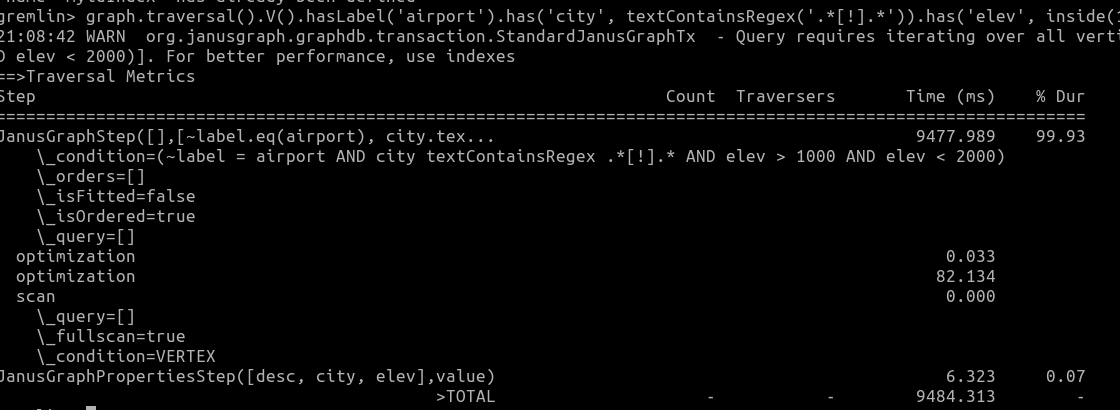 gremlin> graph.traversal().V().hasLabel('airport').has('city', textContainsRegex('.*[!].*')).has('elev', inside(
21:08:42 WARN  org.janusgraph.graphdb.transaction.StandardJanusGraphTx  - Query requires iterating over all verti
elev < 2000)]. For better performance, use indexes
==>Traversal Metrics
Step Count Traversers Time (ms) % Dur
=============================================================================================================
JanusGraphStep([],[~label.eq(airport), city.tex... 9477.989 99.93
\_condition=(~label = airport AND city textContainsRegex .*[!].* AND elev > 1000 AND elev < 2000)
\_orders=[]
\_isFitted=false
\_isOrdered=true
\_query=[]
optimization 0.033
optimization 82.134
scan 0.000
\_query=[]
\_fullscan=true
\_condition=VERTEX
JanusGraphPropertiesStep([desc, city, elev],value) 6.323 0.07
>TOTAL - - 9484.313 -